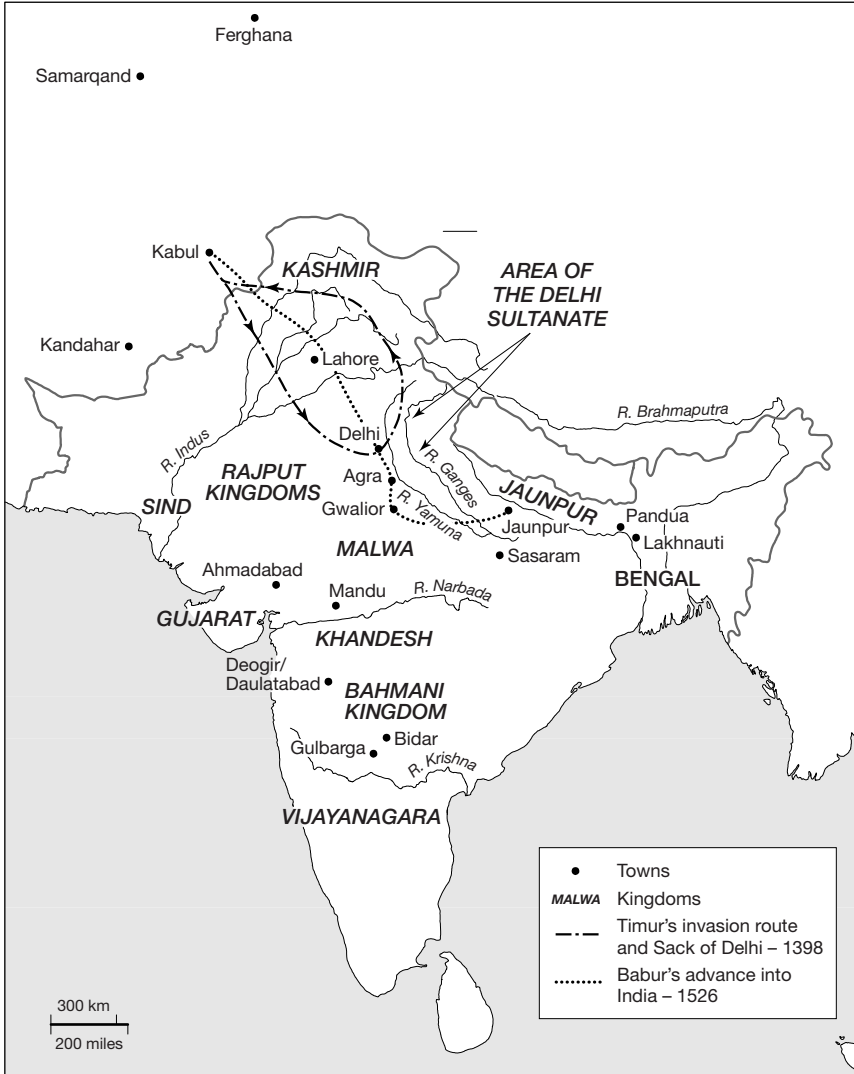 Ferghana
Samarqand
Kabul
KASHMIR
AREA OF
THE DELHI
SULTANATE
Kandahar
Lahore
R. Brahmaputra
R. Indus
Delhi
RAJPUT
KINGDOMS
Agra
R. Ganges
SIND
Gwalior
R. Yamuna
JAUNPUR
Jaunpur
Pandua
Lakhnauti
MALWA
Sasaram
BENGAL
Ahmadabad
Mandu
R. Narbada
GUJARAT
KHANDESH
Deogir/
Daulatabad
BAHMANI
KINGDOM
Bidar
Gulbarga
R. Krishna
VIJAYANAGARA
Towns
MALWA Kingdoms
Timur's invasion route
and Sack of Delhi – 1398
Babur's advance into
India – 1526
300 km
200 miles